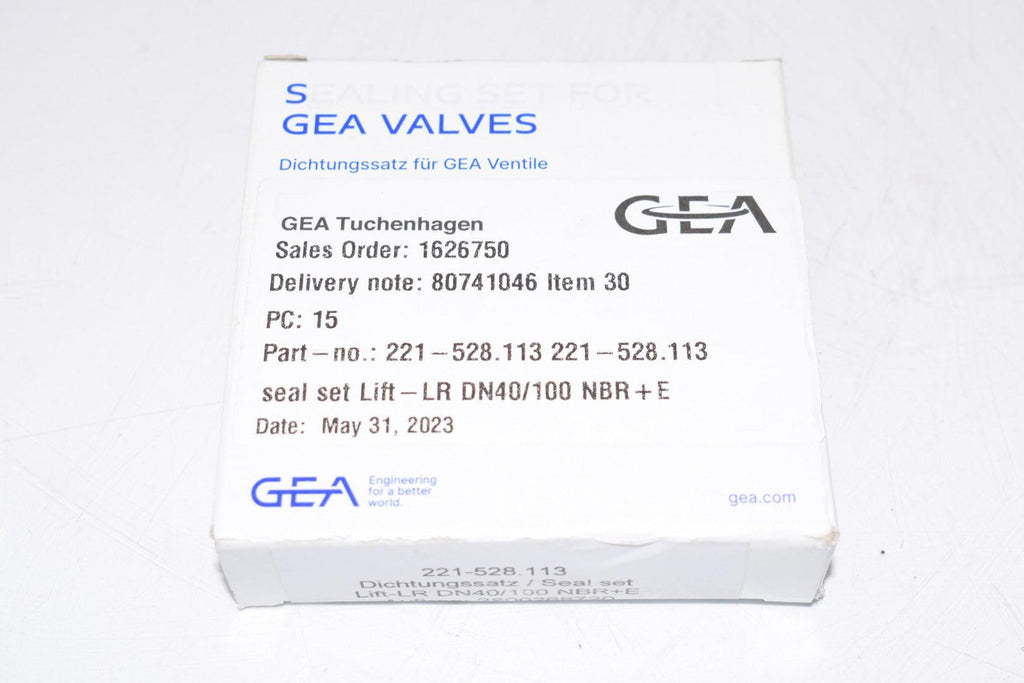 SEALING SET FOR
GEA VALVES
Dichtungssatz für GEA Ventile
GEA
GEA Tuchenhagen
Sales Order: 1626750
Delivery note: 80741046 Item 30
PC: 15
Part-no.: 221-528.113 221-528.113
seal set Lift-LR DN40/100 NBR+E
Date: May 31, 2023
GEA
Engineering
for a better
world.
gea.com
221-528.113
Dichtungssatz / Seal set
Lift-LR DN40/100 NBR+E